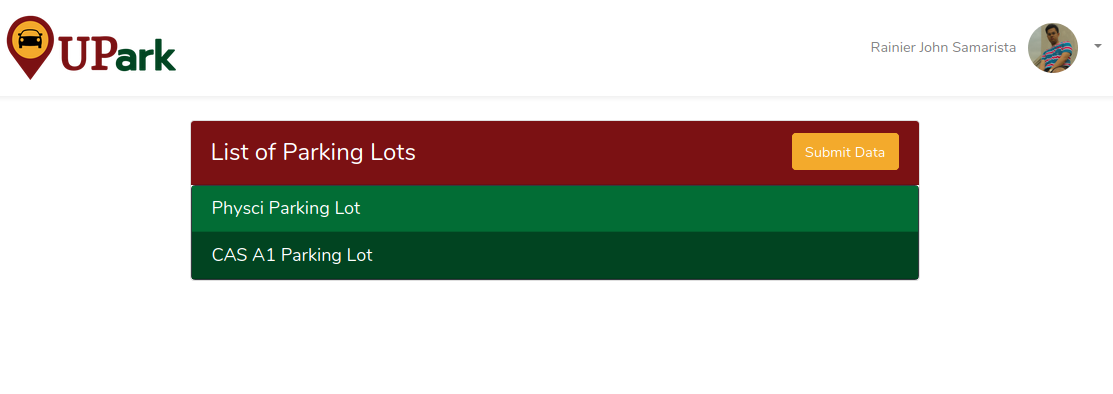 UPark
Rainier John Samarista
List of Parking Lots
Submit Data
Physci Parking Lot
CAS A1 Parking Lot